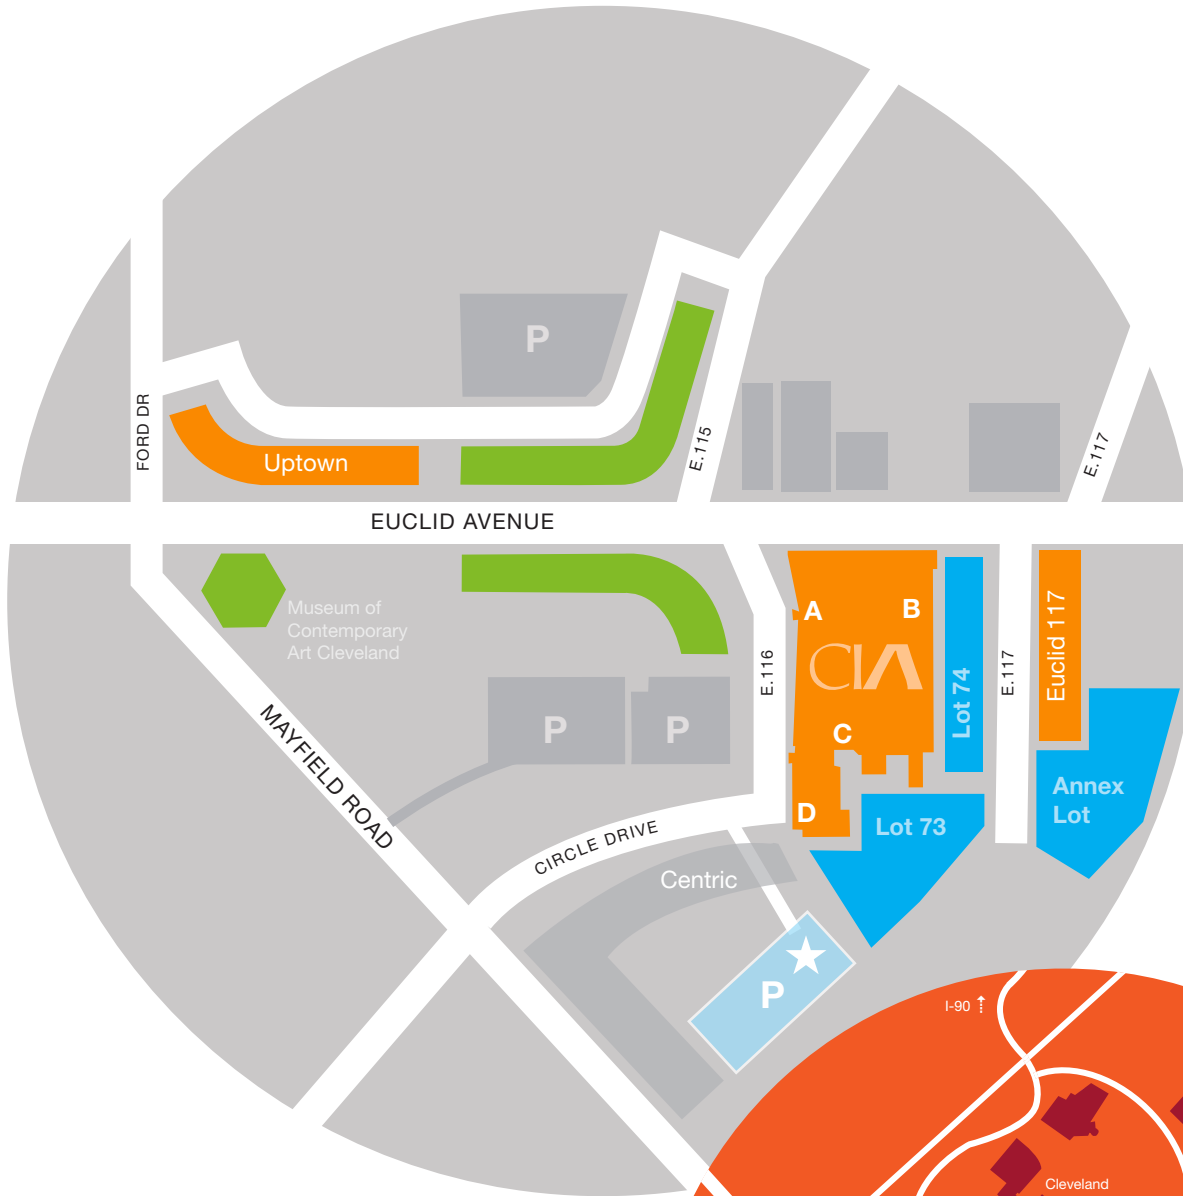 P
FORD DR
E.115
E.117
Uptown
EUCLID AVENUE
Museum of
Contemporary
Art Cleveland
A
B
CIA
C
D
E.116
Lot 74
E.117
Euclid 117
P
P
MAYFIELD ROAD
Annex
Lot
Lot 73
CIRCLE DRIVE
Centric
P
I-90
Cleveland